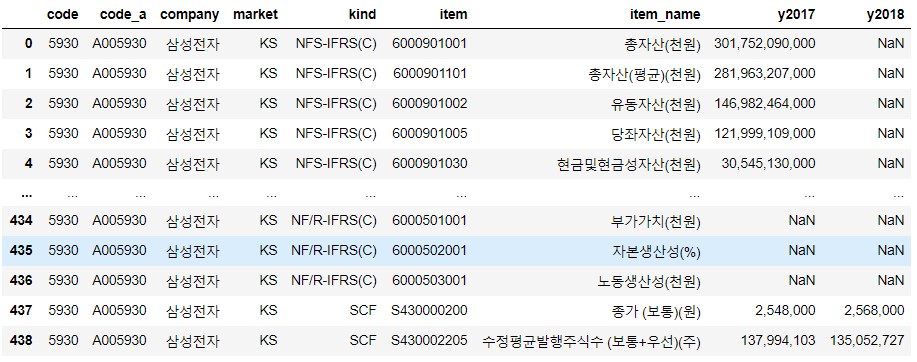 code code_a company market kind item item_name y2017 y2018
0 5930 A005930 삼성전자 KS NFS-IFRS(C) 6000901001 총자산(천원) 301,752,090,000 NaN
1 5930 A005930 삼성전자 KS NFS-IFRS(C) 6000901101 총자산(평균)(천원) 281,963,207,000 NaN
2 5930 A005930 삼성전자 KS NFS-IFRS(C) 6000901002 유동자산(천원) 146,982,464,000 NaN
3 5930 A005930 삼성전자 KS NFS-IFRS(C) 6000901005 당좌자산(천원) 121,999,109,000 NaN
4 5930 A005930 삼성전자 KS NFS-IFRS(C) 6000901030 현금및현금성자산(천원) 30,545,130,000 NaN
... ... ... ... ... ... ... ... ... ...
434 5930 A005930 삼성전자 KS NF/R-IFRS(C) 6000501001 부가가치(천원) NaN NaN
435 5930 A005930 삼성전자 KS NF/R-IFRS(C) 6000502001 자본생산성(%) NaN NaN
436 5930 A005930 삼성전자 KS NF/R-IFRS(C) 6000503001 노동생산성(천원) NaN NaN
437 5930 A005930 삼성전자 KS SCF S430000200 종가 (보통)(원) 2,548,000 2,568,000
438 5930 A005930 삼성전자 KS SCF S430002205 수정평균발행주식수 (보통+우선)(주) 137,994,103 135,052,727